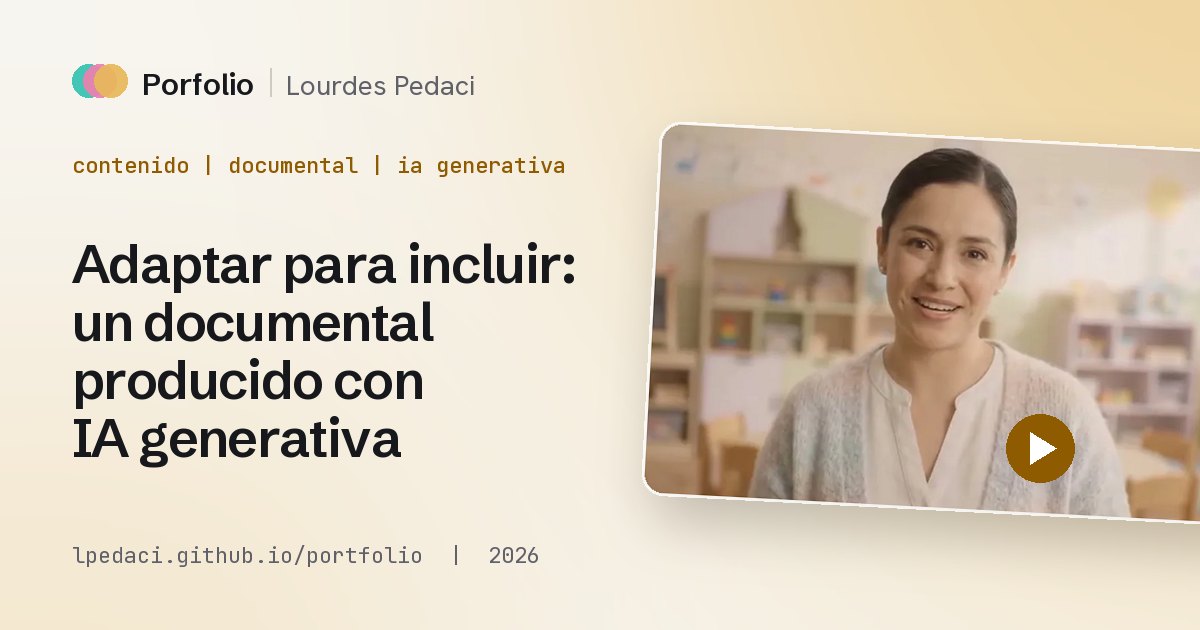 Porfolio | Lourdes Pedaci
contenido | documental | ia generativa
Adaptar para incluir:
un documental
producido con
IA generativa
lpedaci.github.io/portfolio | 2026